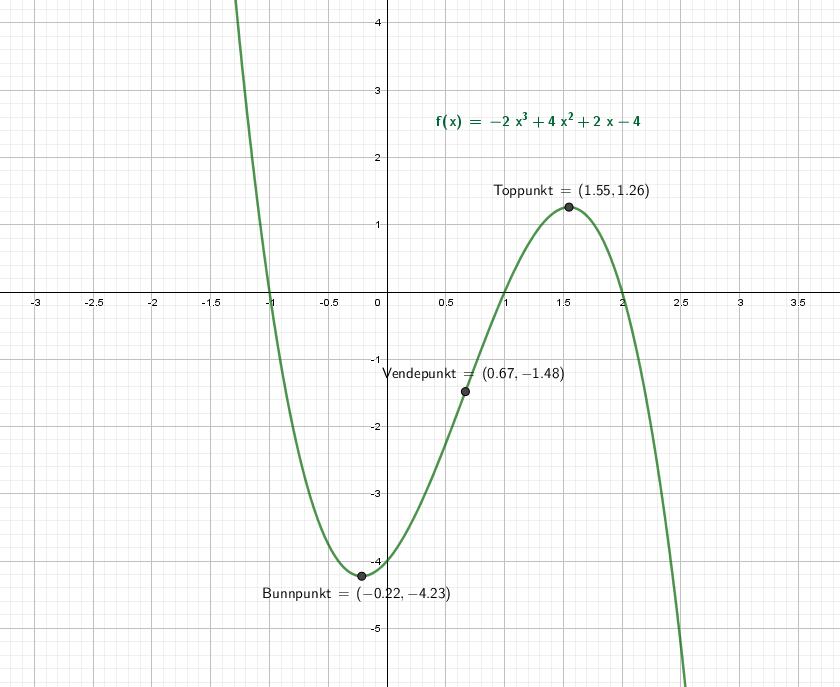 4
3
f(x) = −2 x³ + 4 x² + 2 x − 4
2
Toppunkt = (1.55, 1.26)
1
-3 -2.5 -2 -1.5 -1 -0.5 0 0.5 1 1.5 2 2.5 3 3.5
-1
Vendepunkt = (0.67, −1.48)
-2
-3
-4
Bunnpunkt = (−0.22, −4.23)
-5